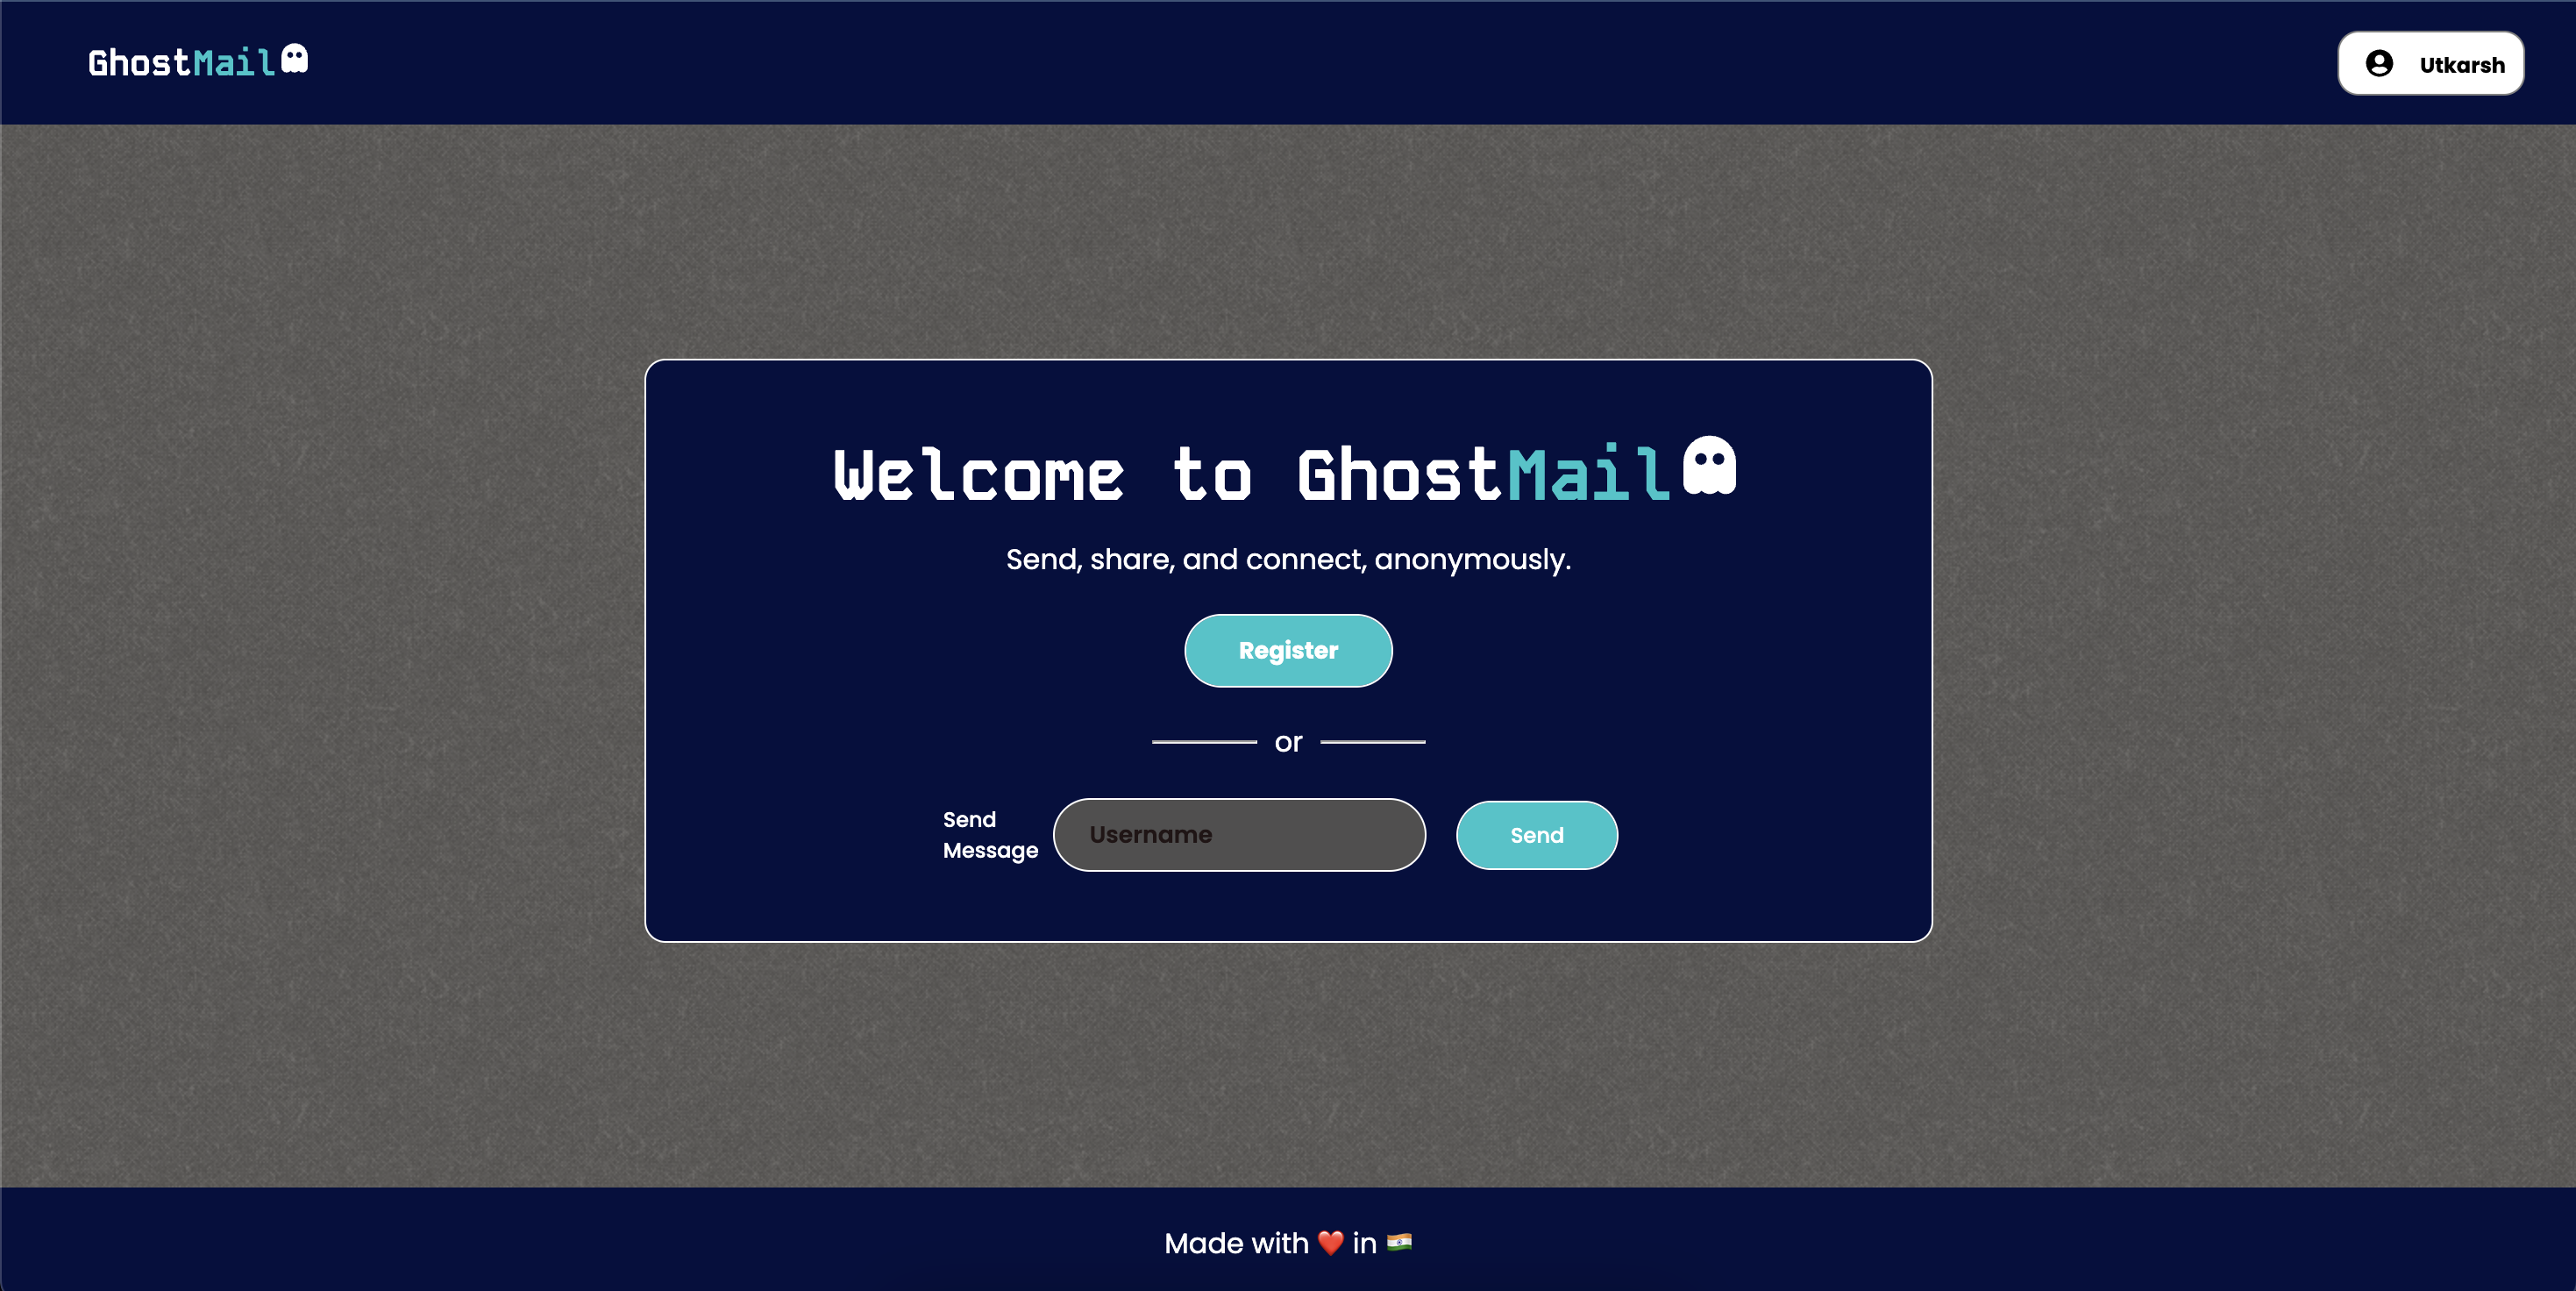 GhostMail
Utkarsh
Welcome to GhostMail
Send, share, and connect, anonymously.
Register
or
Send
Message
Username
Send
Made with ❤️ in 🇮🇳